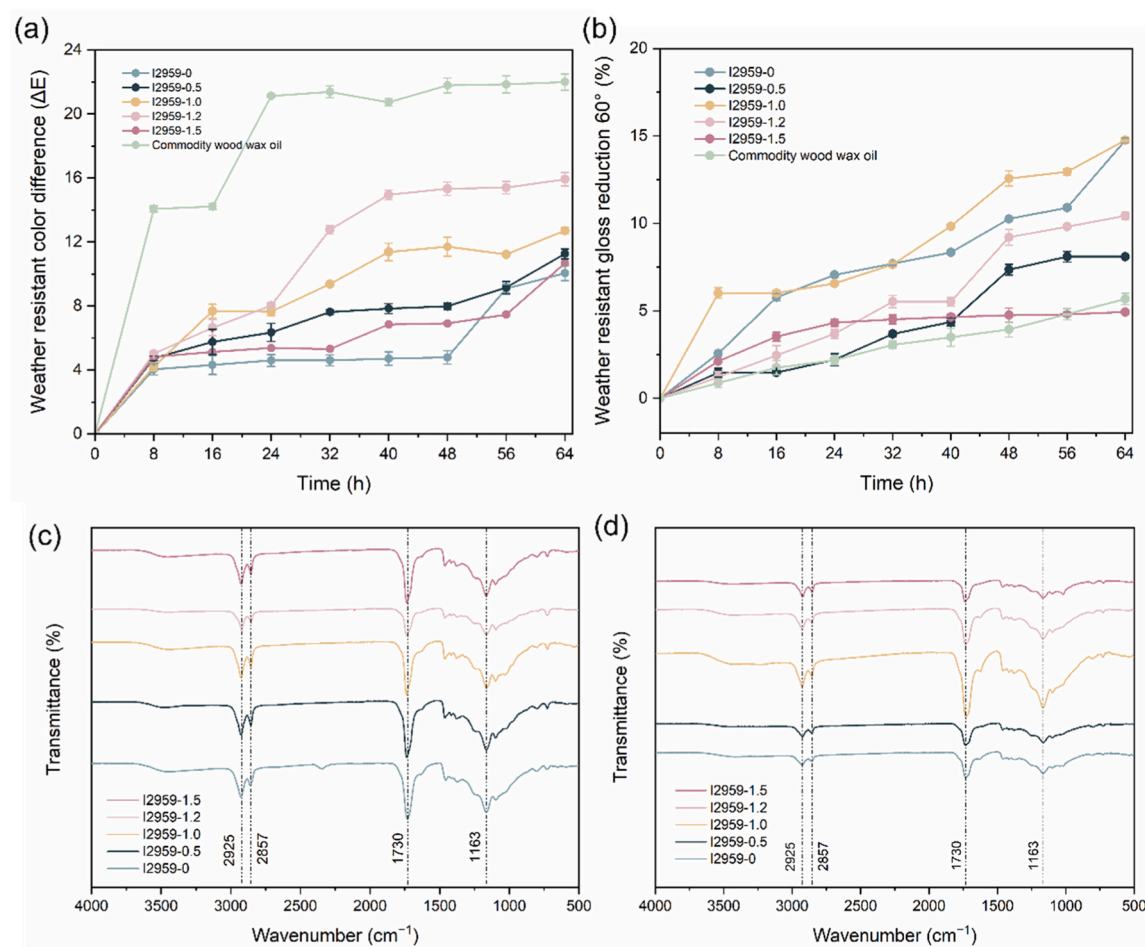 (a)
Weather resistant color difference (ΔE)
24
20
16
12
8
4
0
I2959-0
I2959-0.5
I2959-1.0
I2959-1.2
I2959-1.5
Commodity wood wax oil
0 8 16 24 32 40 48 56 64
Time (h)
(b)
Weather resistant gloss reduction 60° (%)
20
15
10
5
0
I2959-0
I2959-0.5
I2959-1.0
I2959-1.2
I2959-1.5
Commodity wood wax oil
0 8 16 24 32 40 48 56 64
Time (h)
(c)
Transmittance (%)
I2959-1.5
I2959-1.2
I2959-1.0
I2959-0.5
I2959-0
2925
2857
1730
1163
4000 3500 3000 2500 2000 1500 1000 500
Wavenumber (cm⁻¹)
(d)
Transmittance (%)
I2959-1.5
I2959-1.2
I2959-1.0
I2959-0.5
I2959-0
2925
2857
1730
1163
4000 3500 3000 2500 2000 1500 1000 500
Wavenumber (cm⁻¹)